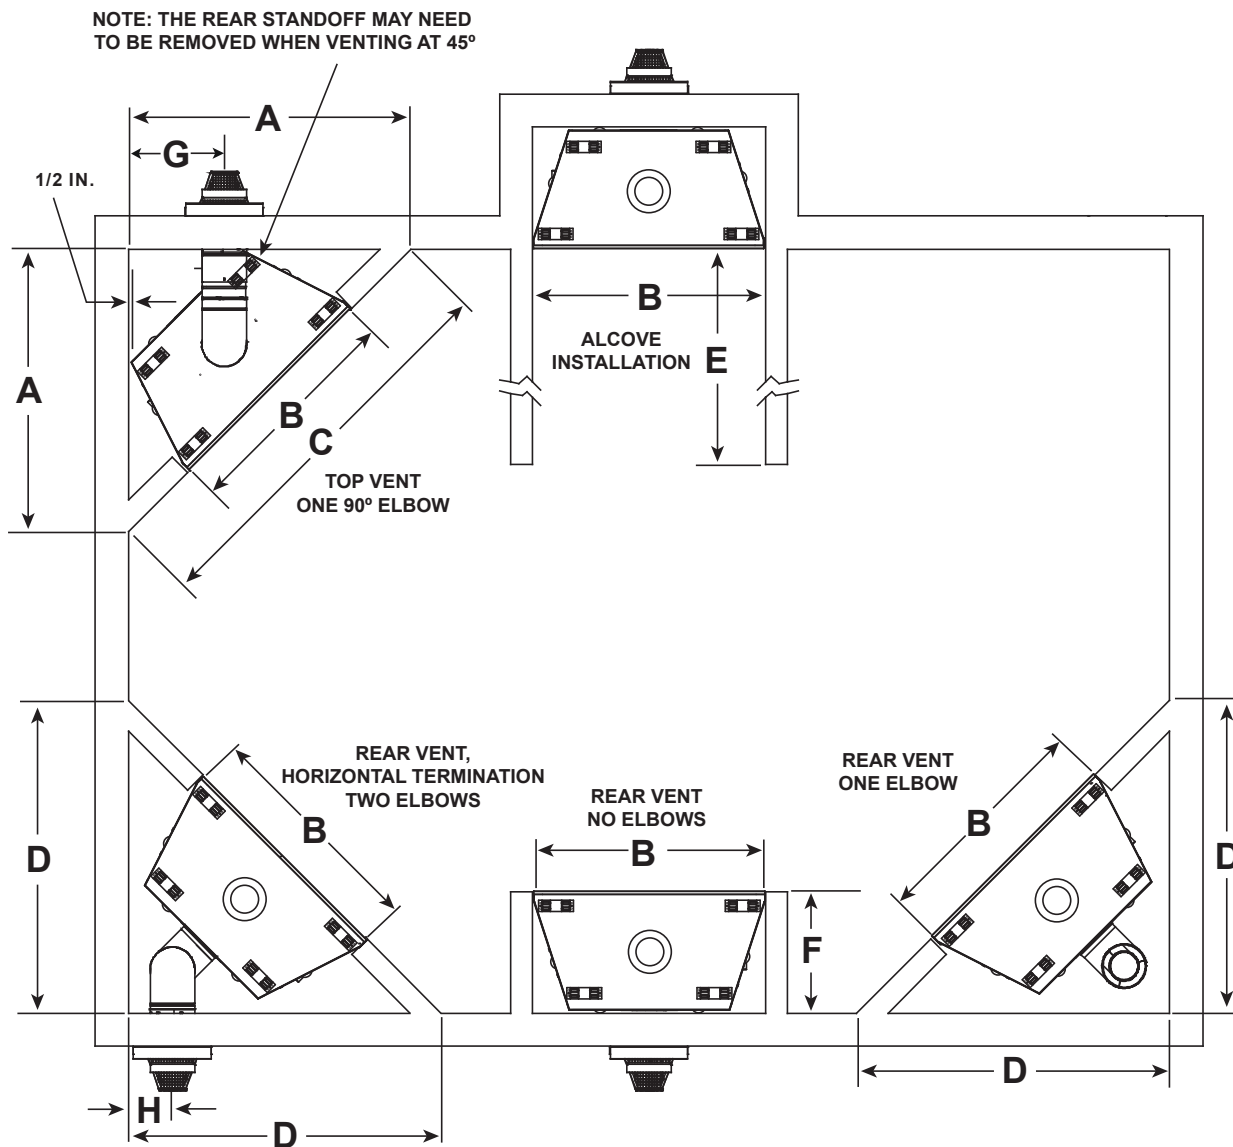 NOTE: THE REAR STANDOFF MAY NEED
TO BE REMOVED WHEN VENTING AT 45º
A
G
1/2 IN.
A
B
C
TOP VENT
ONE 90º ELBOW
B
ALCOVE
INSTALLATION
E
REAR VENT,
HORIZONTAL TERMINATION
TWO ELBOWS
B
D
H
D
REAR VENT
NO ELBOWS
B
F
REAR VENT
ONE ELBOW
B
D
D